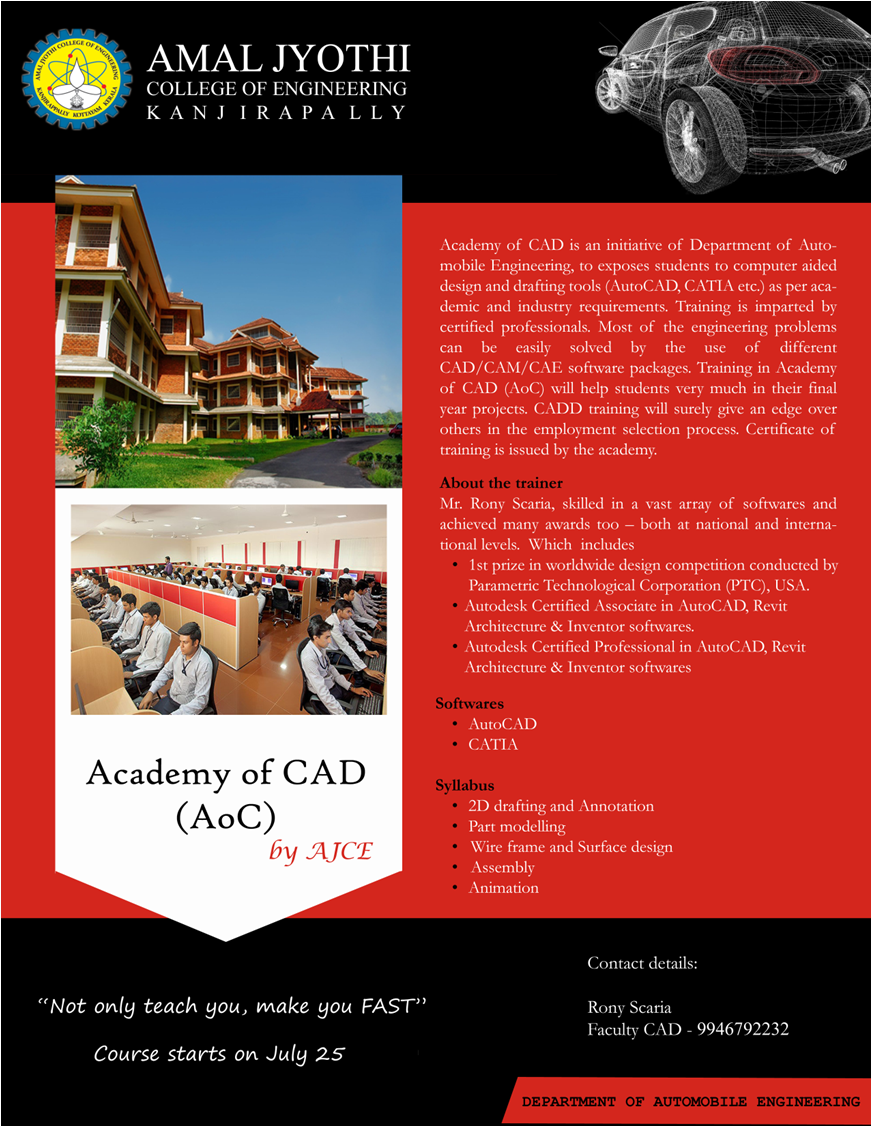 AMAL JYOTHI COLLEGE OF ENGINEERING
KANJIRAPPALLY KOTTAYAM KERALA
AMAL JYOTHI
COLLEGE OF ENGINEERING
KANJIRAPALLY
Academy of CAD is an initiative of Department of Auto-
mobile Engineering, to exposes students to computer aided
design and drafting tools (AutoCAD, CATIA etc.) as per aca-
demic and industry requirements. Training is imparted by
certified professionals. Most of the engineering problems
can be easily solved by the use of different
CAD/CAM/CAE software packages. Training in Academy
of CAD (AoC) will help students very much in their final
year projects. CADD training will surely give an edge over
others in the employment selection process. Certificate of
training is issued by the academy.
About the trainer
Mr. Rony Scaria, skilled in a vast array of softwares and
achieved many awards too – both at national and interna-
tional levels. Which includes
• 1st prize in worldwide design competition conducted by
Parametric Technological Corporation (PTC), USA.
• Autodesk Certified Associate in AutoCAD, Revit
Architecture & Inventor softwares.
• Autodesk Certified Professional in AutoCAD, Revit
Architecture & Inventor softwares
Softwares
• AutoCAD
• CATIA
Syllabus
• 2D drafting and Annotation
• Part modelling
• Wire frame and Surface design
• Assembly
• Animation
Academy of CAD
(AoC)
by AJCE
“Not only teach you, make you FAST”
Course starts on July 25
Contact details:
Rony Scaria
Faculty CAD - 9946792232
DEPARTMENT OF AUTOMOBILE ENGINEERING